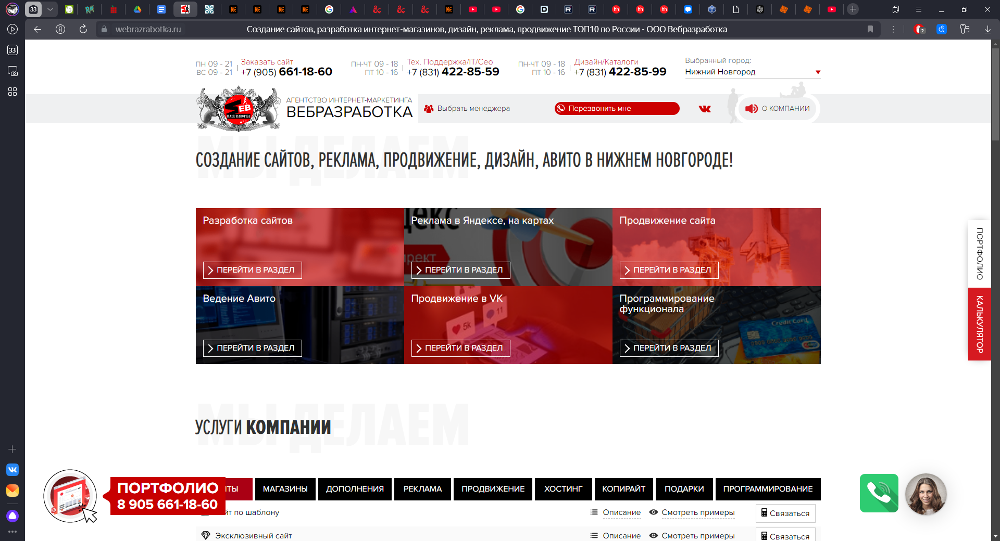 33
webrazrabotka.ru
Создание сайтов, разработка интернет-магазинов, дизайн, реклама, продвижение ТОП10 по России - ООО Вебразработка
2
33
ПН 09 - 21
ВС 09 - 21
Заказать сайт
+7 (905) 661-18-60
ПН-ЧТ 09 - 18
ПТ 10 - 16
Тех. Поддержка/IT/Сео
+7 (831) 422-85-59
ПН-ЧТ 09 - 18
ПТ 10 - 16
Дизайн/Каталоги
+7 (831) 422-85-99
Выбранный город:
Нижний Новгород
АГЕНТСТВО ИНТЕРНЕТ-МАРКЕТИНГА
ВЕБРАЗРАБОТКА
Выбрать менеджера
Перезвонить мне
О КОМПАНИИ
МЫ ДЕЛАЕМ
СОЗДАНИЕ САЙТОВ, РЕКЛАМА, ПРОДВИЖЕНИЕ, ДИЗАЙН, АВИТО В НИЖНЕМ НОВГОРОДЕ!
Разработка сайтов
ПЕРЕЙТИ В РАЗДЕЛ
Реклама в Яндексе, на картах
ПЕРЕЙТИ В РАЗДЕЛ
Продвижение сайта
ПЕРЕЙТИ В РАЗДЕЛ
Ведение Авито
ПЕРЕЙТИ В РАЗДЕЛ
Продвижение в VK
5k
11
ПЕРЕЙТИ В РАЗДЕЛ
Программирование
функционала
Credit Card
ПЕРЕЙТИ В РАЗДЕЛ
ПОРТФОЛИО
КАЛЬКУЛЯТОР
МЫ ДЕЛАЕМ
УСЛУГИ КОМПАНИИ
ПОРТФОЛИО
8 905 661-18-60
МАГАЗИНЫ
ДОПОЛНЕНИЯ
РЕКЛАМА
ПРОДВИЖЕНИЕ
ХОСТИНГ
КОПИРАЙТ
ПОДАРКИ
ПРОГРАММИРОВАНИЕ
по шаблону
Описание
Смотреть примеры
Связаться
Эксклюзивный сайт
Описание
Смотреть примеры
Связаться